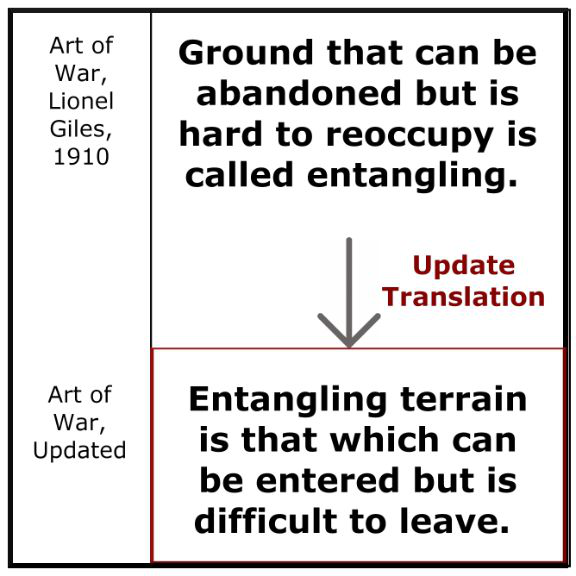 Art of
War,
Lionel
Giles,
1910
Ground that can be
abandoned but is
hard to reoccupy is
called entangling.
Update
Translation
Art of
War,
Updated
Entangling terrain
is that which can
be entered but is
difficult to leave.